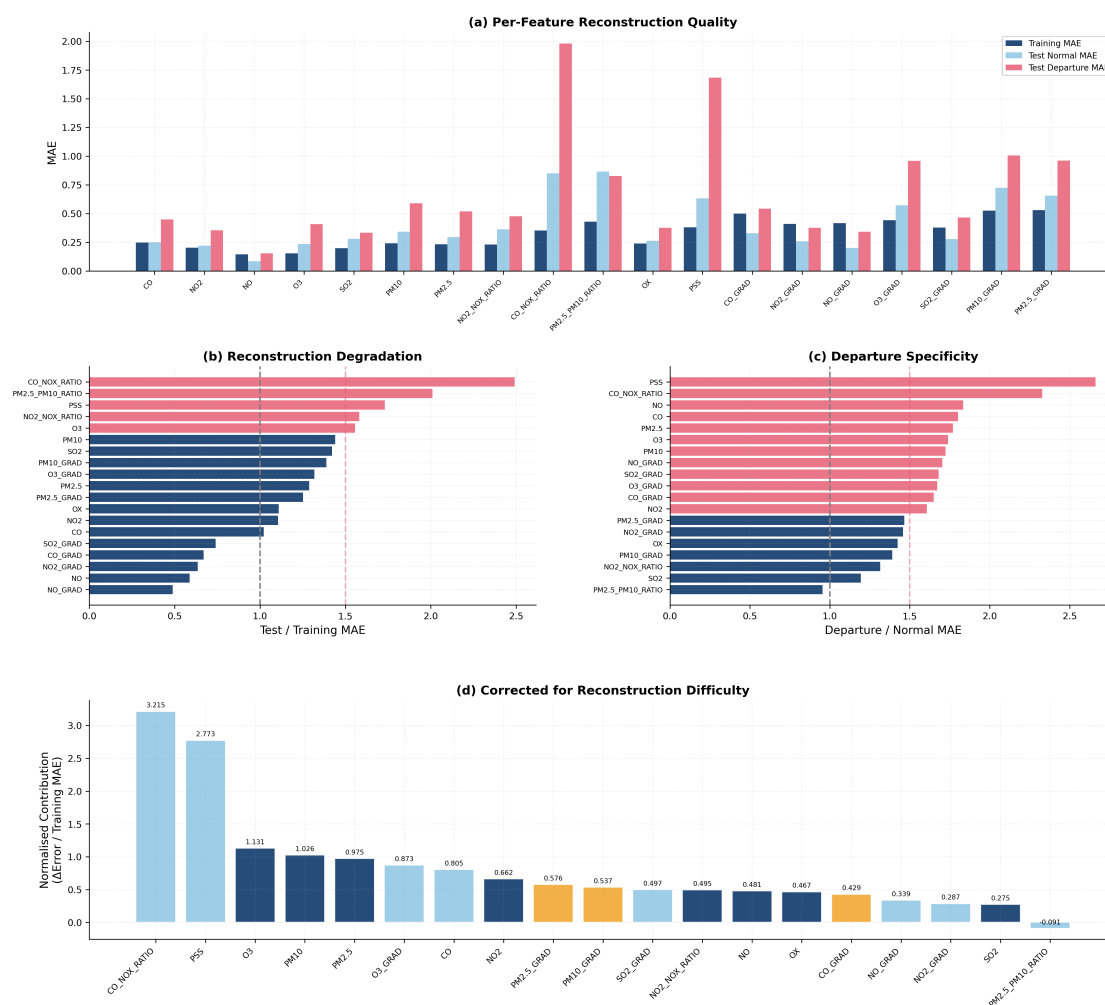 (a) Per-Feature Reconstruction Quality
MAE
2.00
1.75
1.50
1.25
1.00
0.75
0.50
0.25
0.00
Training MAE
Test Normal MAE
Test Departure MA
CO
NO2
NO
O3
SO2
PM10
PM2.5
NO2_NOX_RATIO
CO_NOX_RATIO
PM2.5_PM10_RATIO
OX
PSS
CO_GRAD
NO2_GRAD
NO_GRAD
O3_GRAD
SO2_GRAD
PM10_GRAD
PM2.5_GRAD
(b) Reconstruction Degradation
CO_NOX_RATIO
PM2.5_PM10_RATIO
PSS
NO2_NOX_RATIO
O3
PM10
SO2
PM10_GRAD
O3_GRAD
PM2.5
PM2.5_GRAD
OX
NO2
CO
SO2_GRAD
CO_GRAD
NO2_GRAD
NO
NO_GRAD
0.0 0.5 1.0 1.5 2.0 2.5
Test / Training MAE
(c) Departure Specificity
PSS
CO_NOX_RATIO
NO
CO
PM2.5
O3
PM10
NO_GRAD
SO2_GRAD
O3_GRAD
CO_GRAD
NO2
PM2.5_GRAD
NO2_GRAD
OX
PM10_GRAD
NO2_NOX_RATIO
SO2
PM2.5_PM10_RATIO
0.0 0.5 1.0 1.5 2.0 2.5
Departure / Normal MAE
(d) Corrected for Reconstruction Difficulty
Normalised Contribution
(ΔError / Training MAE)
3.0
2.5
2.0
1.5
1.0
0.5
0.0
3.215
2.773
1.131
1.026
0.975
0.873
0.805
0.662
0.576
0.537
0.497
0.495
0.481
0.467
0.429
0.339
0.287
0.275
-0.091
CO_NOX_RATIO
PSS
O3
PM10
PM2.5
O3_GRAD
CO
NO2
PM2.5_GRAD
PM10_GRAD
SO2_GRAD
NO2_NOX_RATIO
NO
OX
CO_GRAD
NO_GRAD
NO2_GRAD
SO2
PM2.5_PM10_RATIO